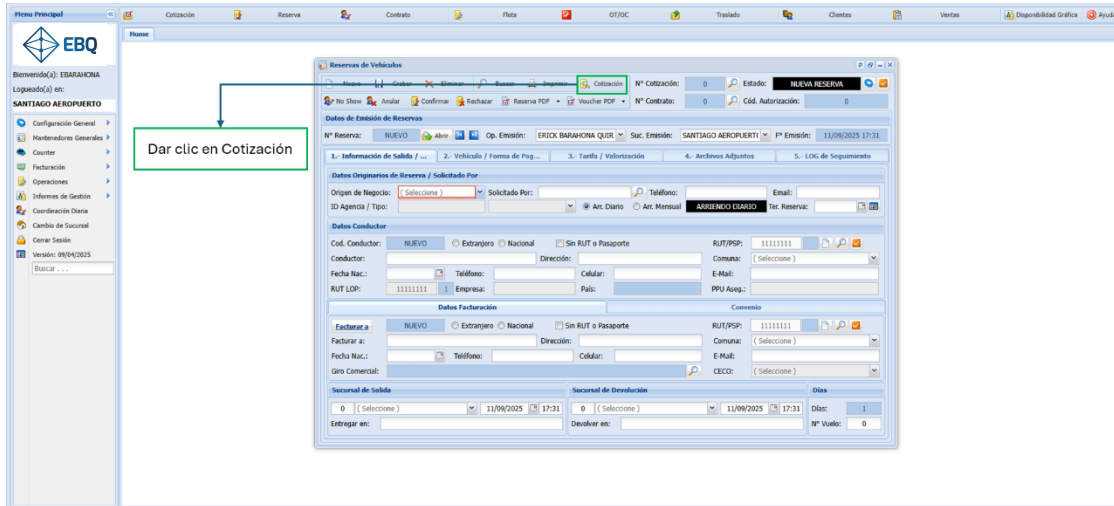 Menu Principal
Cotización Reserva Contrato Flota OT/OC Traslado Clientes Ventas Disponibilidad Gráfica Ayuda
Home
EBQ
Bienvenido(a): EBARAHONA
Logueado(a) en:
SANTIAGO AEROPUERTO
Configuración General
Mantenedores Generales
Counter
Facturación
Operaciones
Informes de Gestión
Coordinación Diaria
Cambio de Sucursal
Cerrar Sesión
Versión: 09/04/2025
Buscar . . .
Dar clic en Cotización
Reservas de Vehículos
Nuevo Grabar Eliminar Buscar Imprimir Cotización N° Cotización: 0 Estado: NUEVA RESERVA
No Show Anular Confirmar Rechazar Reserva PDF Voucher PDF N° Contrato: 0 Cód. Autorización: 0
Datos de Emisión de Reservas
N° Reserva: NUEVO Abrir Op. Emisión: ERICK BARAHONA QUIR Suc. Emisión: SANTIAGO AEROPUERT( F° Emisión: 11/09/2025 17:31
1.- Información de Salida / ... 2.- Vehículo / Forma de Pag... 3.- Tarifa / Valorización 4.- Archivos Adjuntos 5.- LOG de Seguimiento
Datos Originarios de Reserva / Solicitado Por
Origen de Negocio: ( Seleccione ) Solicitado Por: Teléfono: Email:
ID Agencia / Tipo: Arr. Diario Arr. Mensual ARRIENDO DIARIO Ter. Reserva:
Datos Conductor
Cod. Conductor: NUEVO Extranjero Nacional Sin RUT o Pasaporte RUT/PSP: 11111111
Conductor: Dirección: Comuna: ( Seleccione )
Fecha Nac.: Teléfono: Celular: E-Mail:
RUT LOP: 11111111 1 Empresa: País: PPU Aseg.:
Datos Facturación Convenio
Facturar a NUEVO Extranjero Nacional Sin RUT o Pasaporte RUT/PSP: 11111111
Facturar a: Dirección: Comuna: ( Seleccione )
Fecha Nac.: Teléfono: Celular: E-Mail:
Giro Comercial: CECO: ( Seleccione )
Sucursal de Salida Sucursal de Devolución Días
0 ( Seleccione ) 11/09/2025 17:31 0 ( Seleccione ) 11/09/2025 17:31 Días: 1
Entregar en: Devolver en: N° Vuelo: 0